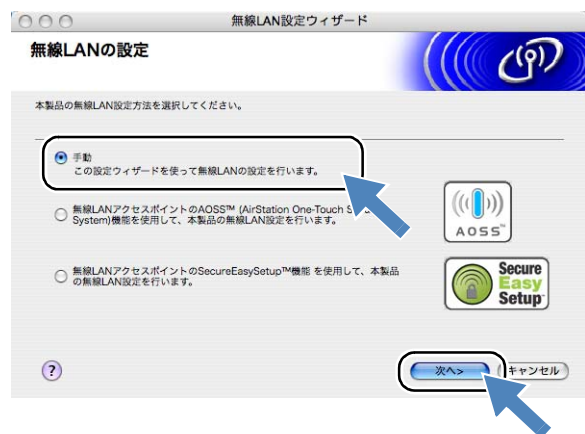 無線LAN設定ウィザード
無線LANの設定
本製品の無線LAN設定方法を選択してください。
手動
この設定ウィザードを使って無線LANの設定を行います。
無線LANアクセスポイントのAOSS™ (AirStation One-Touch S
System)機能を使用して、本製品の無線LAN設定を行います。
AOSS™
無線LANアクセスポイントのSecureEasySetup™機能 を使用して、本製品
の無線LAN設定を行います。
Secure
Easy
Setup
?
次へ>
キャンセル